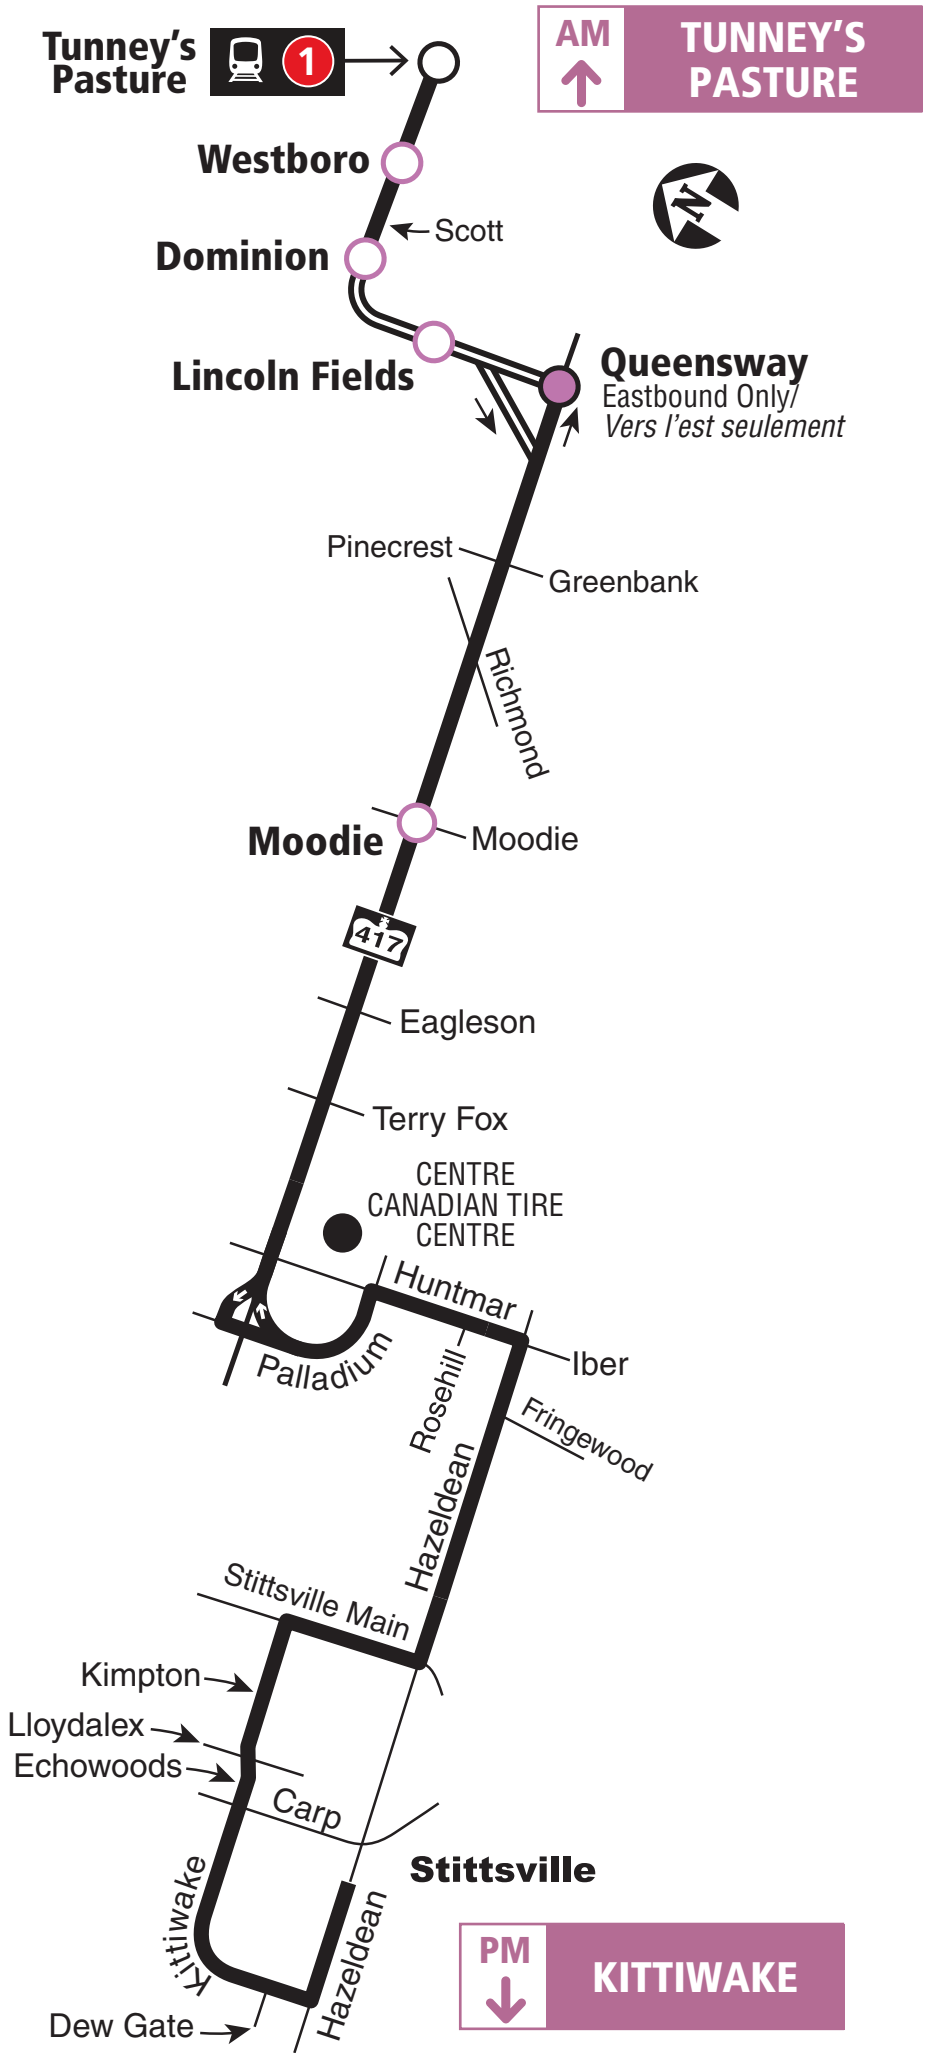 Tunney's
Pasture
1
AM
TUNNEY'S
PASTURE
Westboro
N
Scott
Dominion
Queensway
Eastbound Only/
Vers l'est seulement
Lincoln Fields
Pinecrest
Greenbank
Richmond
Moodie
Moodie
417
Eagleson
Terry Fox
CENTRE
CANADIAN TIRE
CENTRE
Huntmar
Palladium
Rosehill
Iber
Fringewood
Hazeldean
Stittsville Main
Kimpton
Lloydalex
Echowoods
Carp
Stittsville
Kittiwake
Hazeldean
PM
KITTIWAKE
Dew Gate